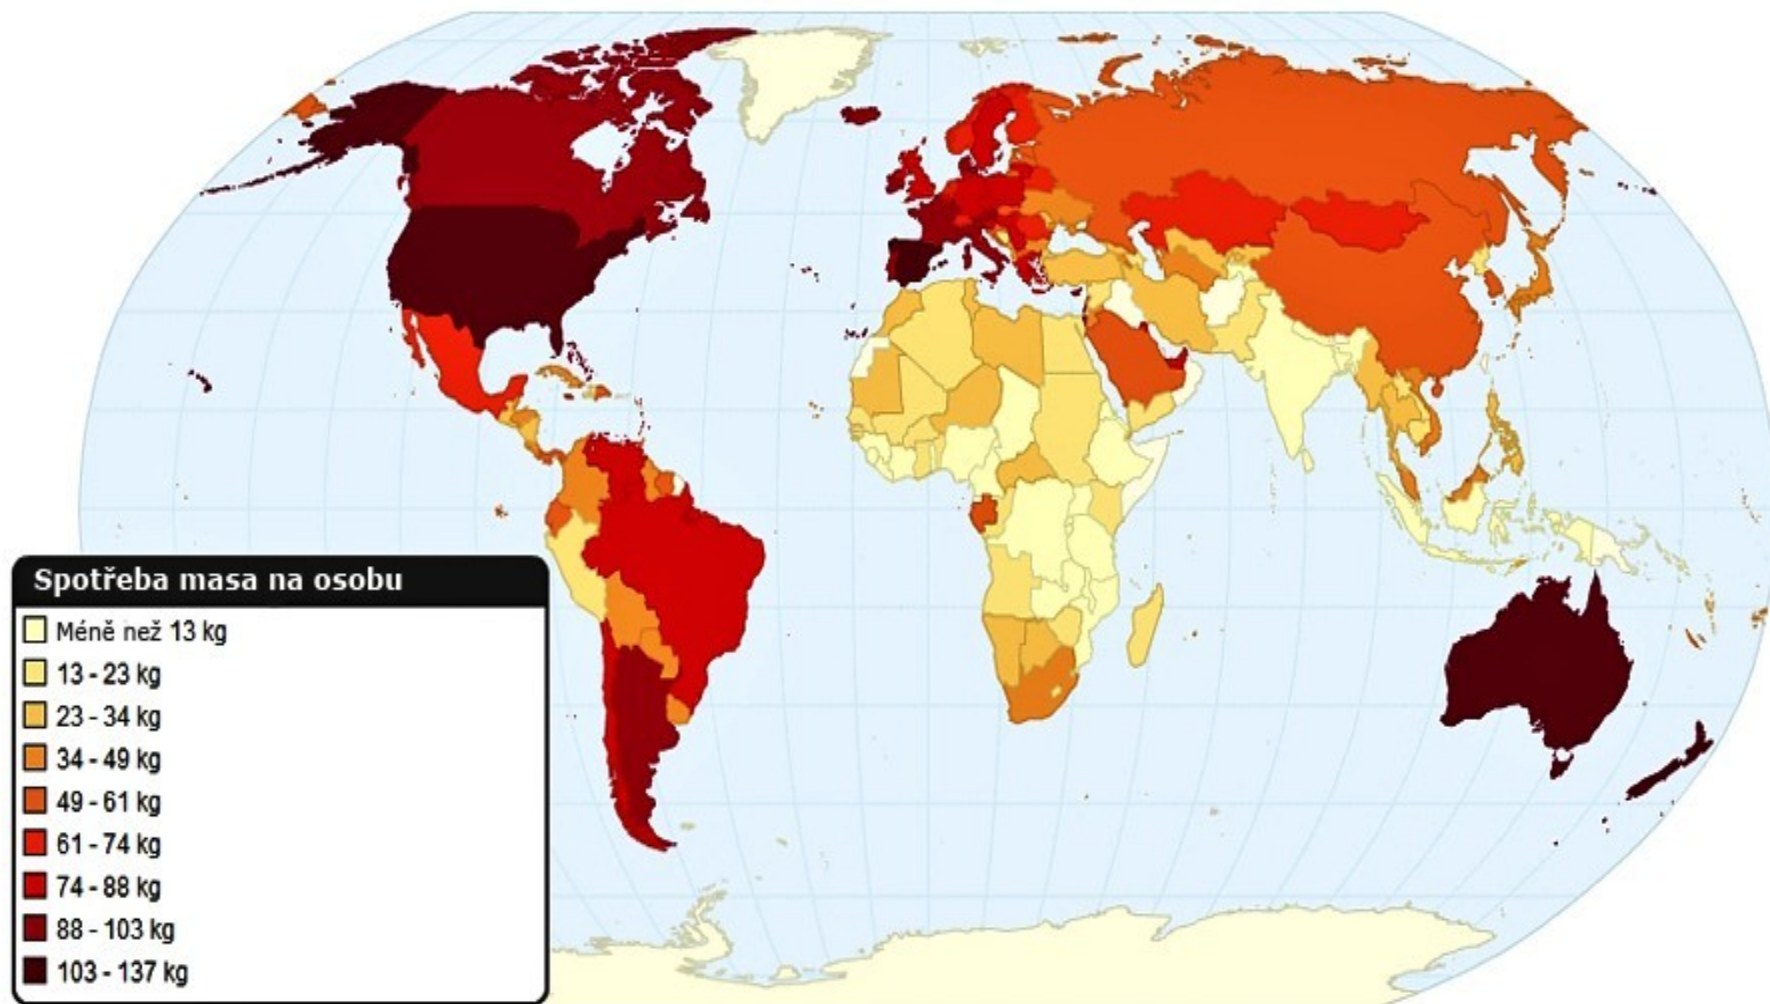 Spotřeba masa na osobu
Méně než 13 kg
13 - 23 kg
23 - 34 kg
34 - 49 kg
49 - 61 kg
61 - 74 kg
74 - 88 kg
88 - 103 kg
103 - 137 kg